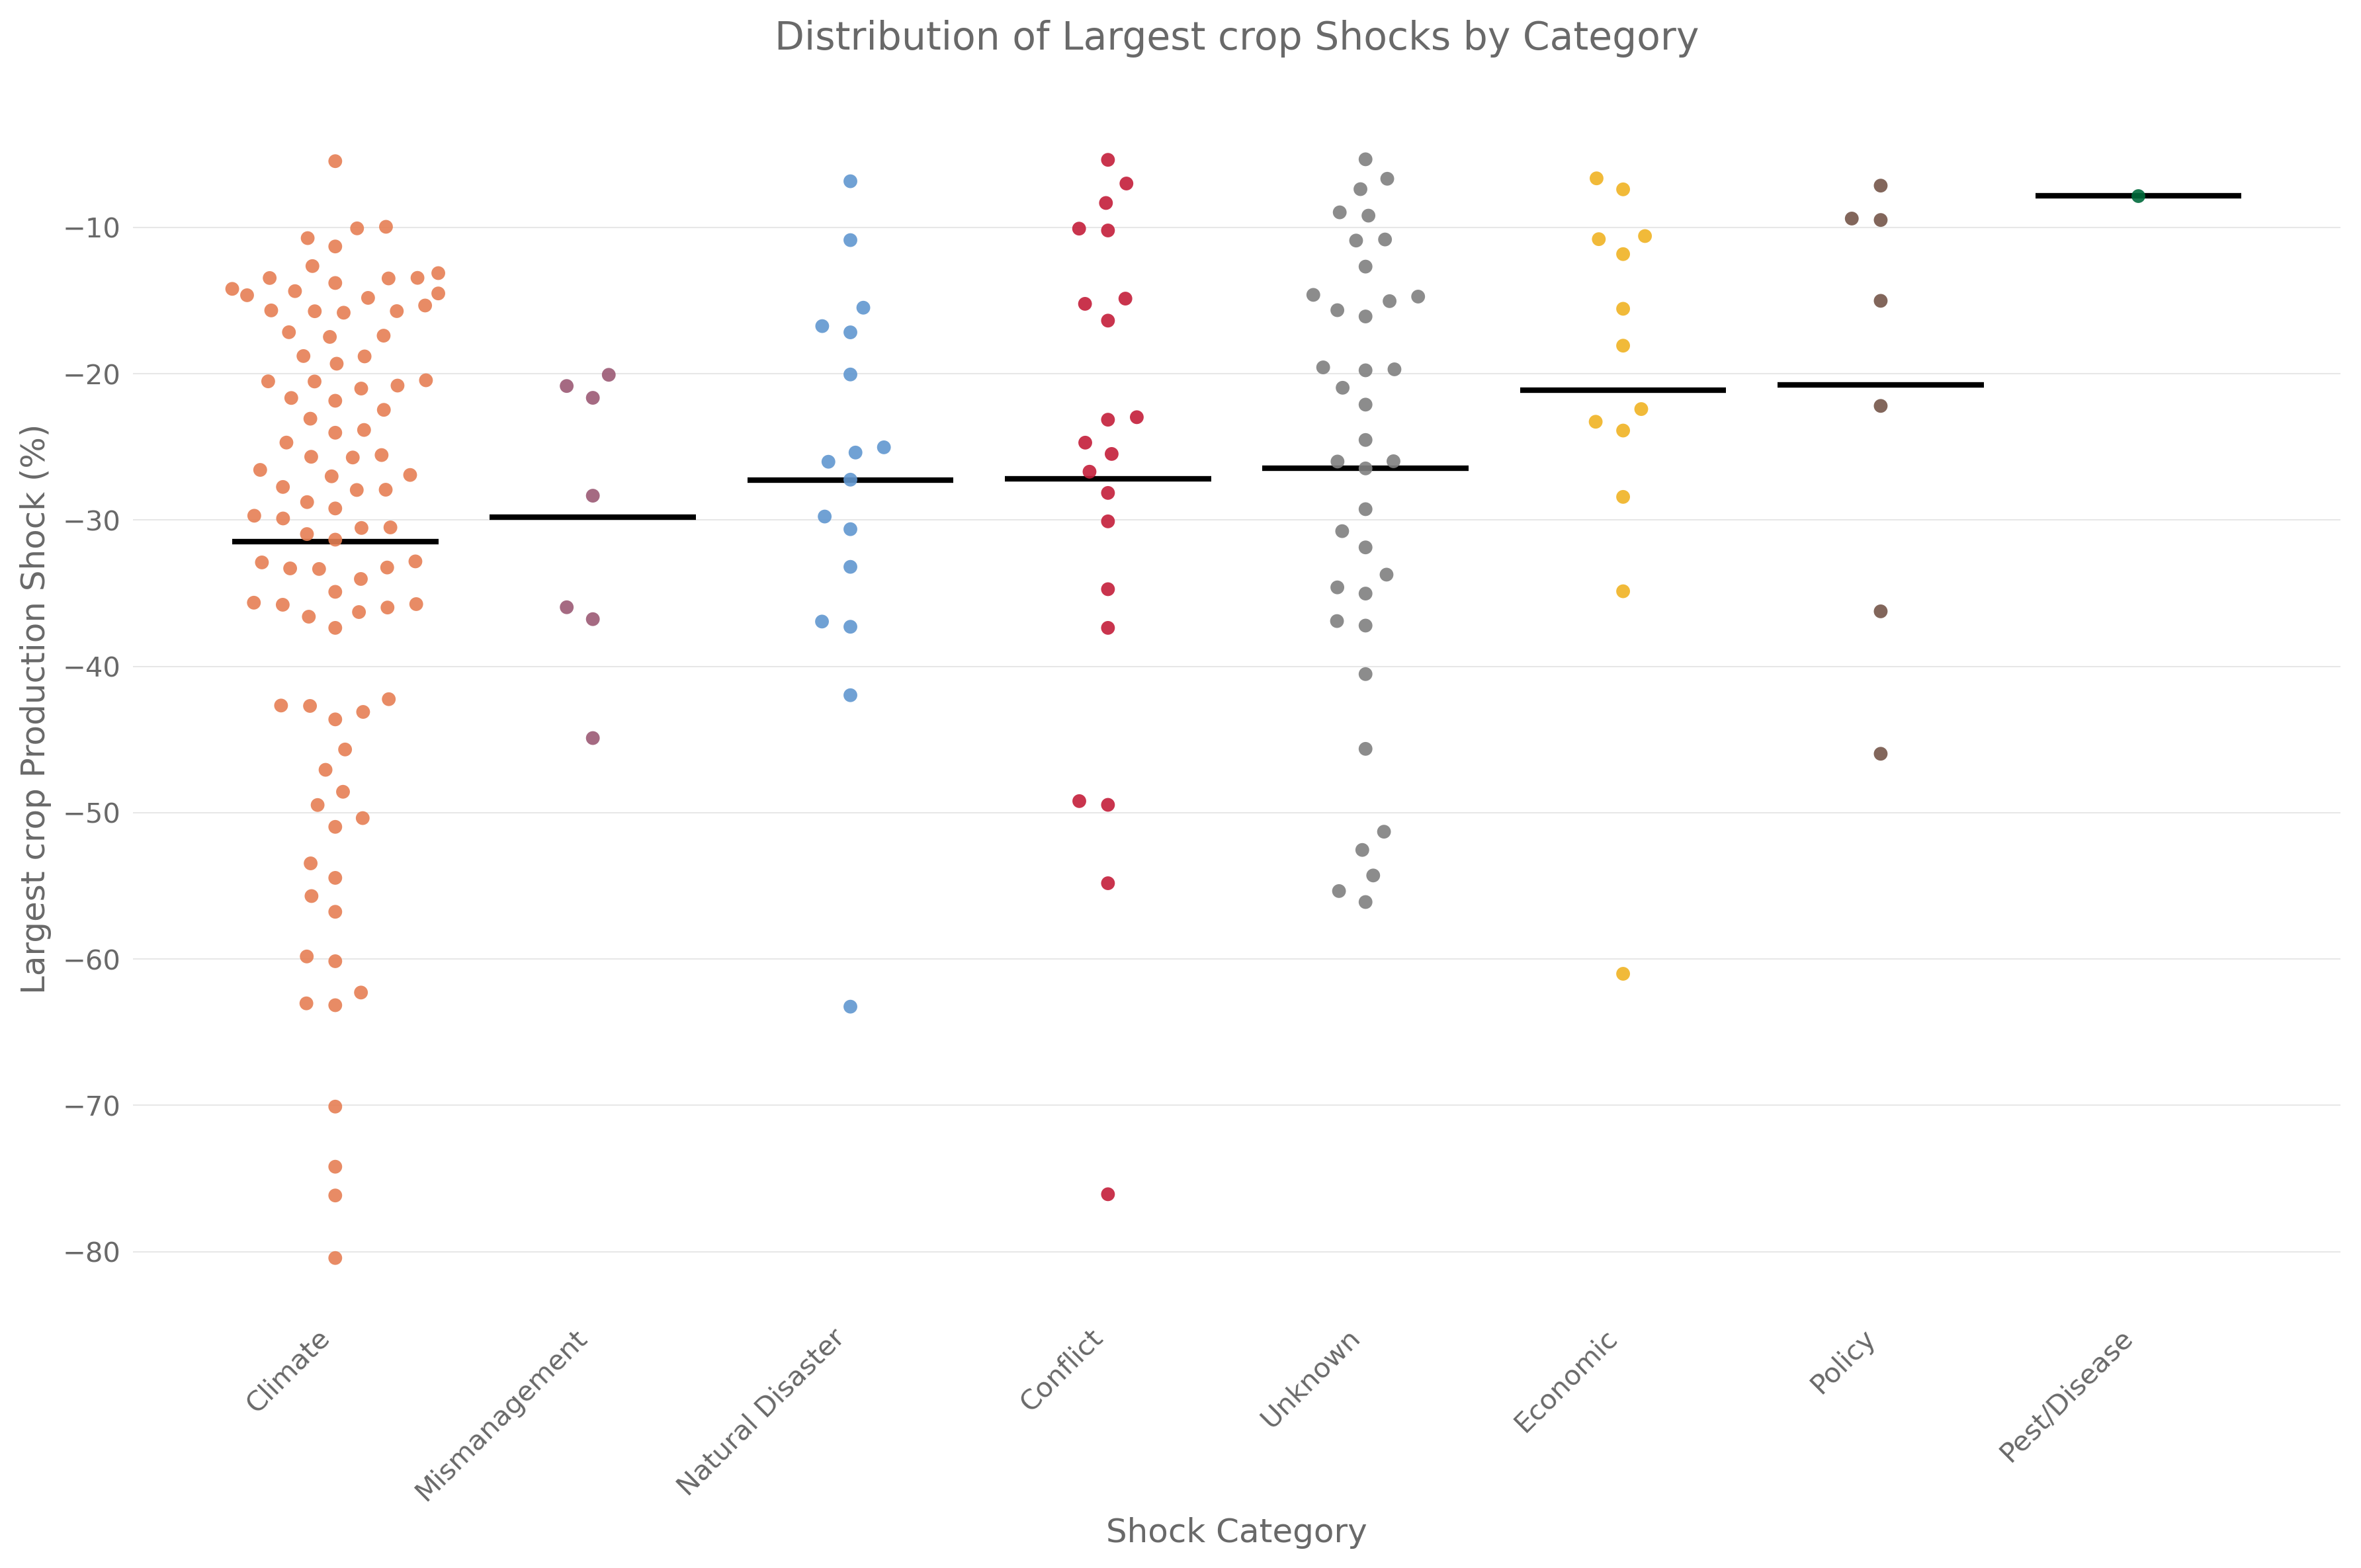 Distribution of Largest crop Shocks by Category
Largest crop Production Shock (%)
−10
−20
−30
−40
−50
−60
−70
−80
Climate
Mismanagement
Natural Disaster
Conflict
Unknown
Economic
Policy
Pest/Disease
Shock Category